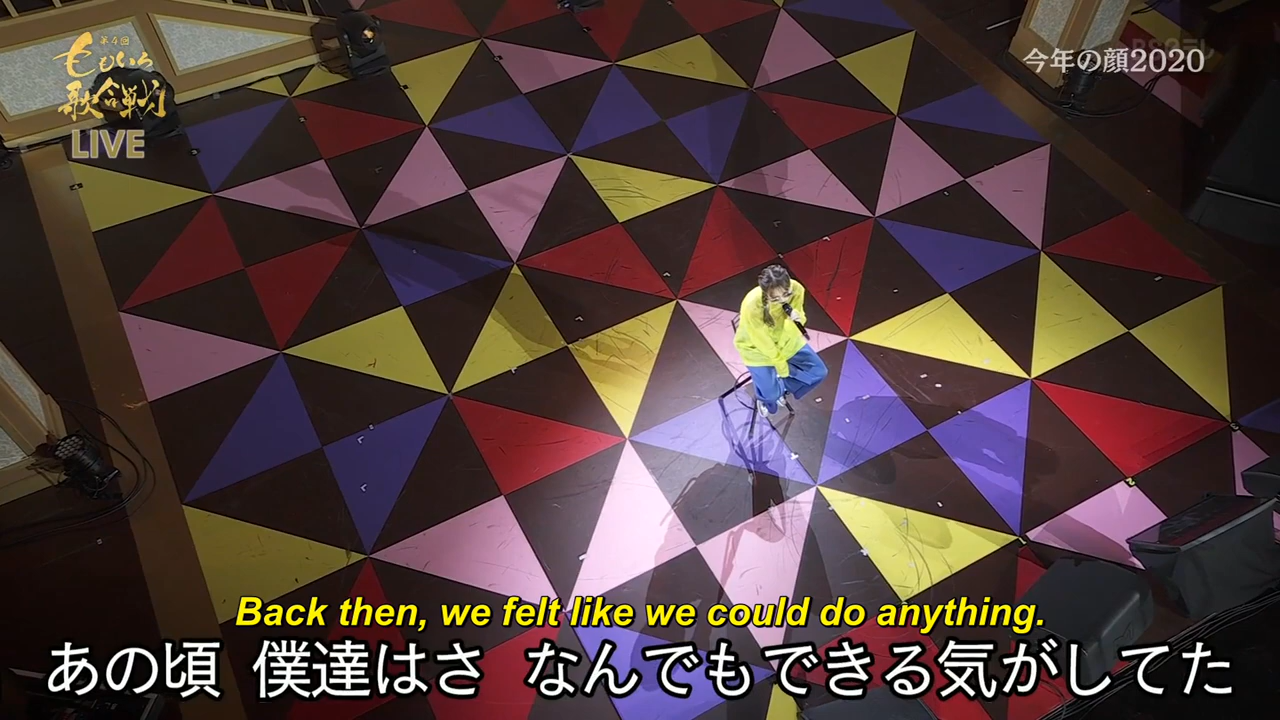 第4回
ももいろ
歌合戦
LIVE
今年の顔2020
Back then, we felt like we could do anything.
あの頃 僕達はさ なんでもできる気がしてた